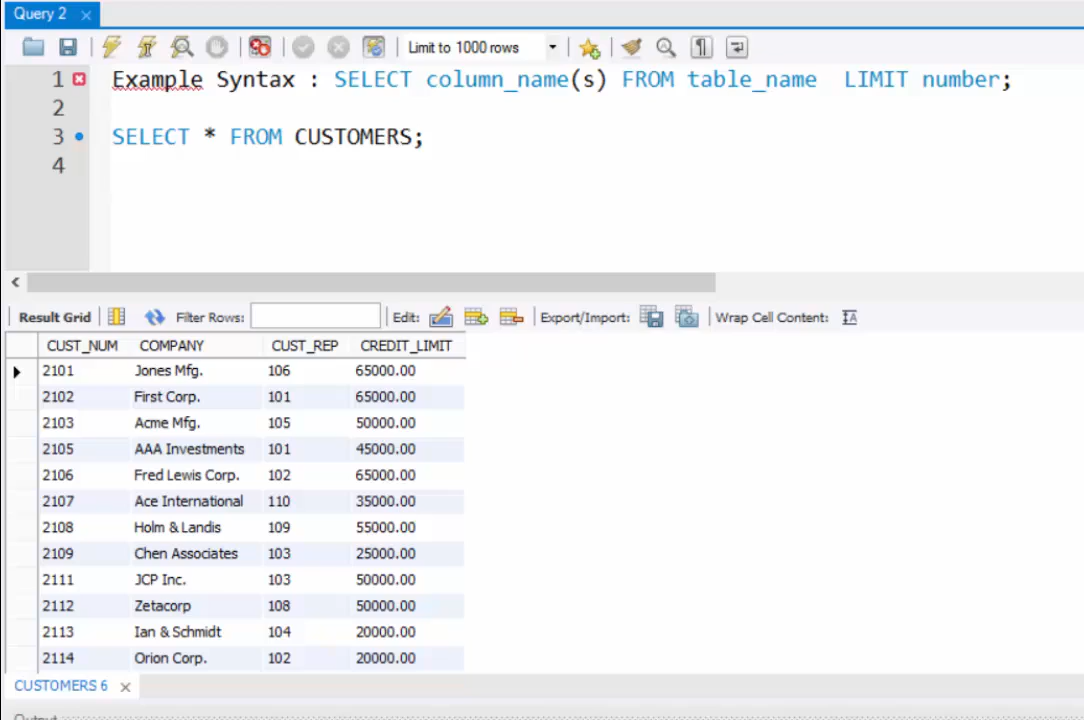 Query 2
Limit to 1000 rows
1 Example Syntax : SELECT column_name(s) FROM table_name LIMIT number;
2
3 SELECT * FROM CUSTOMERS;
4
Result Grid Filter Rows: Edit: Export/Import: Wrap Cell Content:
CUST_NUM COMPANY CUST_REP CREDIT_LIMIT
2101 Jones Mfg. 106 65000.00
2102 First Corp. 101 65000.00
2103 Acme Mfg. 105 50000.00
2105 AAA Investments 101 45000.00
2106 Fred Lewis Corp. 102 65000.00
2107 Ace International 110 35000.00
2108 Holm & Landis 109 55000.00
2109 Chen Associates 103 25000.00
2111 JCP Inc. 103 50000.00
2112 Zetacorp 108 50000.00
2113 Ian & Schmidt 104 20000.00
2114 Orion Corp. 102 20000.00
CUSTOMERS 6
Output